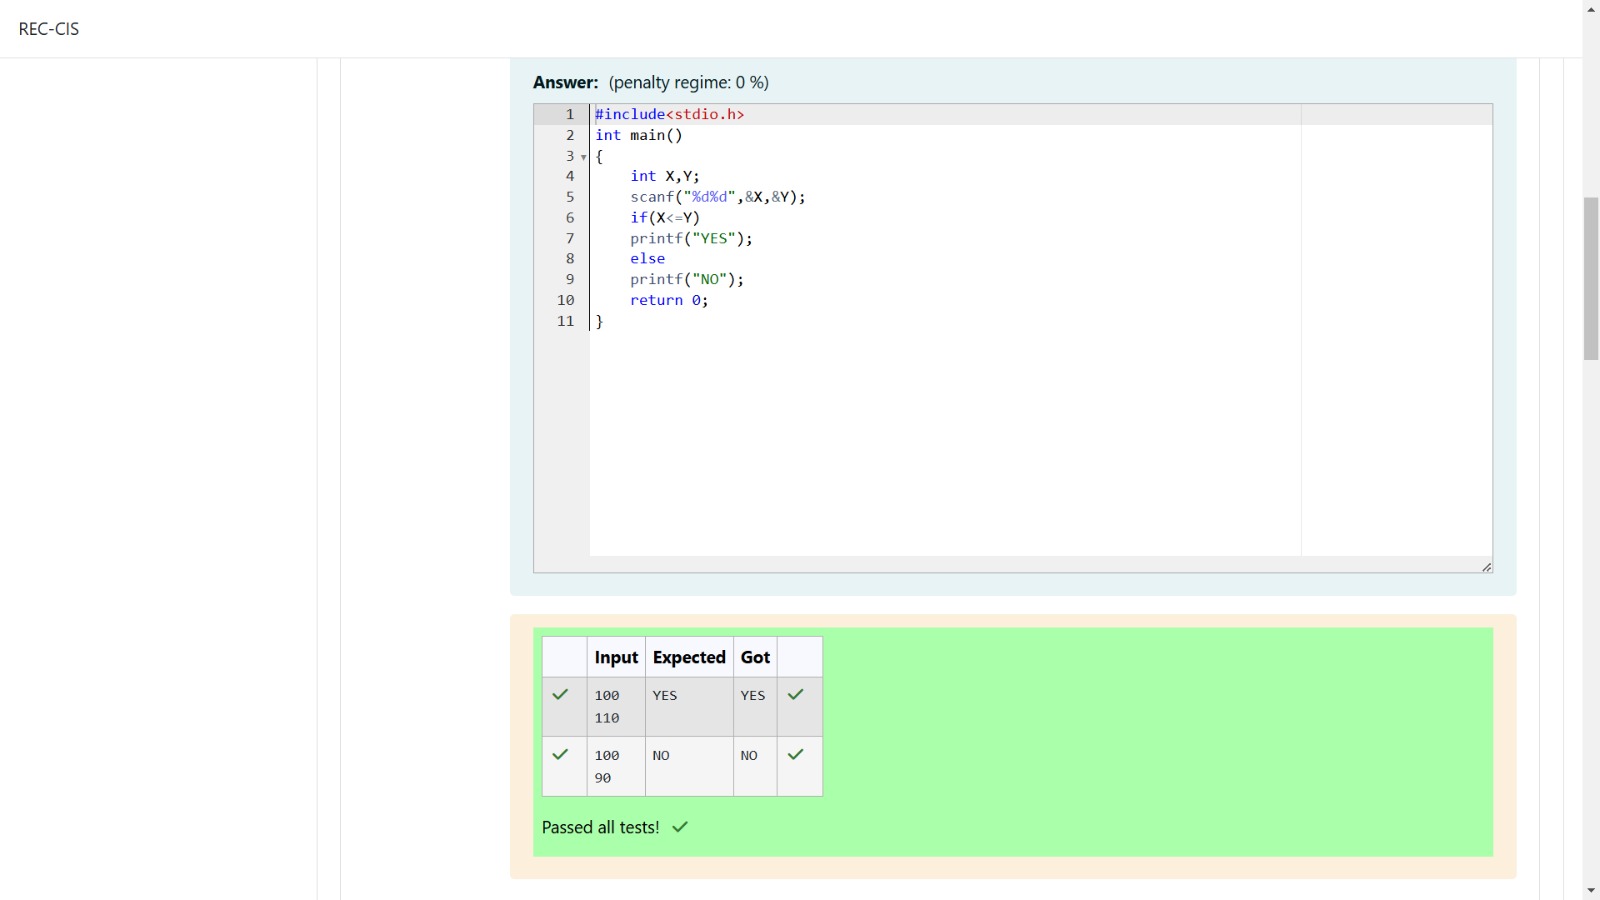 REC-CIS
Answer: (penalty regime: 0 %)
1 #include<stdio.h>
2 int main()
3 {
4 int X,Y;
5 scanf("%d%d",&X,&Y);
6 if(X<=Y)
7 printf("YES");
8 else
9 printf("NO");
10 return 0;
11 }
Input Expected Got
100 YES YES
110
100 NO NO
90
Passed all tests!